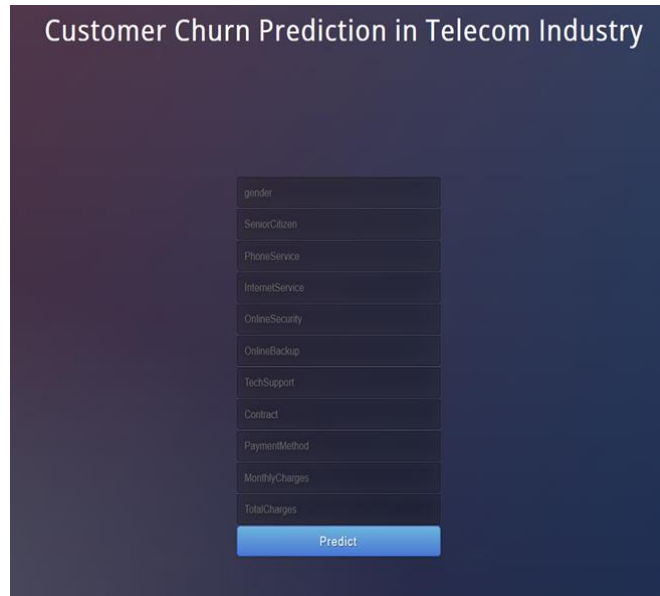 Customer Churn Prediction in Telecom Industry
gender
SeniorCitizen
PhoneService
InternetService
OnlineSecurity
OnlineBackup
TechSupport
Contract
PaymentMethod
MonthlyCharges
TotalCharges
Predict